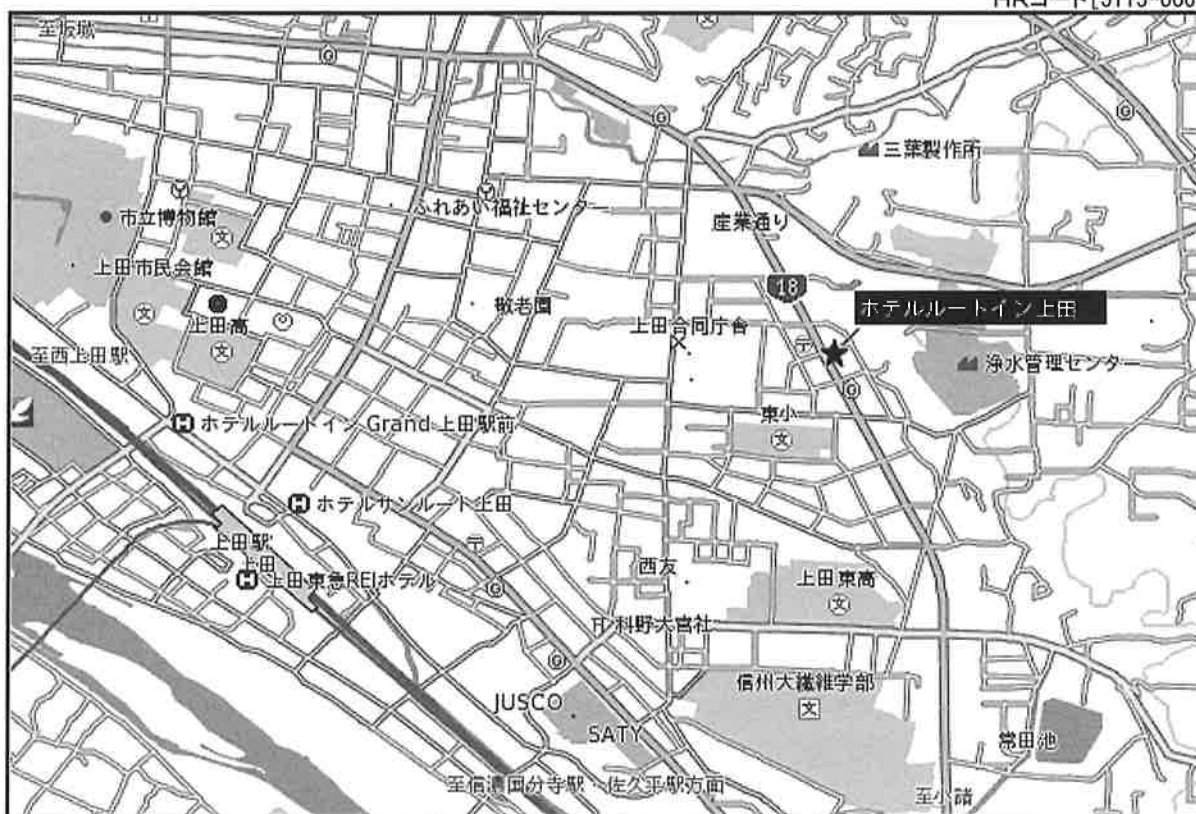 HRコード[5115-000
至坂城
三葉製作所
市立博物館
ふれあい福祉センター
産業通り
上田市民会館
18
敬老園
ホテルルートイン上田
上田高
上田合同庁舎
至西上田駅
浄水管理センター
東小
ホテルルートイン Grand 上田駅前
ホテルサンルート上田
上田駅
上田
上田東急REIホテル
西友
上田東高
科野大宮社
信州大繊維学部
JUSCO
SATY
常田池
至信濃国分寺駅・佐久平駅方面
至小諸